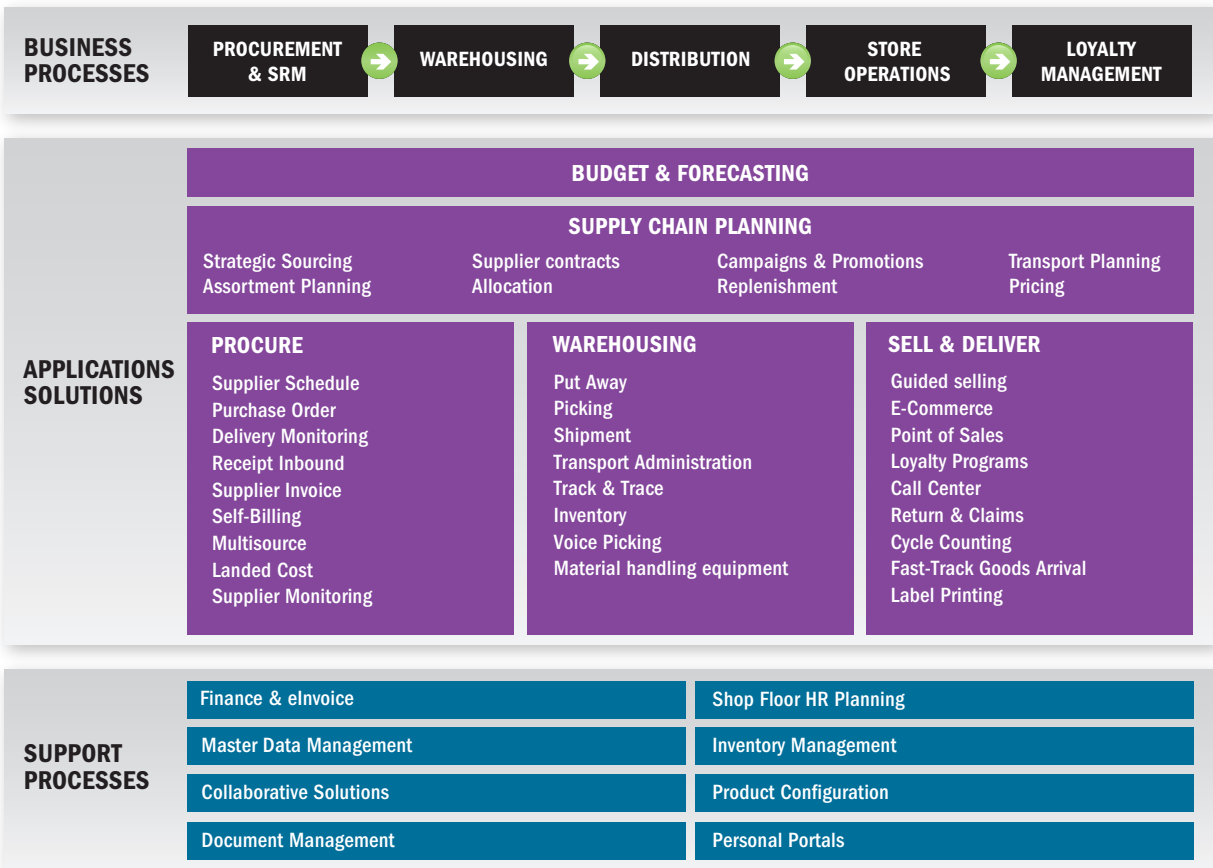 BUSINESS
PROCESSES
PROCUREMENT
& SRM
WAREHOUSING
DISTRIBUTION
STORE
OPERATIONS
LOYALTY
MANAGEMENT
APPLICATIONS
SOLUTIONS
BUDGET & FORECASTING
SUPPLY CHAIN PLANNING
Strategic Sourcing
Assortment Planning
Supplier contracts
Allocation
Campaigns & Promotions
Replenishment
Transport Planning
Pricing
PROCURE
Supplier Schedule
Purchase Order
Delivery Monitoring
Receipt Inbound
Supplier Invoice
Self-Billing
Multisource
Landed Cost
Supplier Monitoring
WAREHOUSING
Put Away
Picking
Shipment
Transport Administration
Track & Trace
Inventory
Voice Picking
Material handling equipment
SELL & DELIVER
Guided selling
E-Commerce
Point of Sales
Loyalty Programs
Call Center
Return & Claims
Cycle Counting
Fast-Track Goods Arrival
Label Printing
SUPPORT
PROCESSES
Finance & eInvoice
Master Data Management
Collaborative Solutions
Document Management
Shop Floor HR Planning
Inventory Management
Product Configuration
Personal Portals